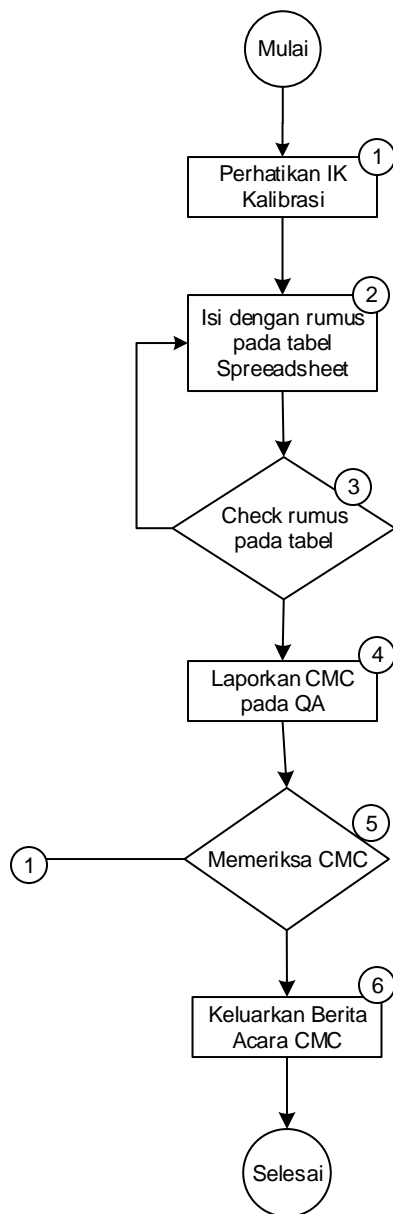 Mulai
1
Perhatikan IK
Kalibrasi
2
Isi dengan rumus
pada tabel
Spreeadsheet
3
Check rumus
pada tabel
4
Laporkan CMC
pada QA
5
Memeriksa CMC
1
6
Keluarkan Berita
Acara CMC
Selesai